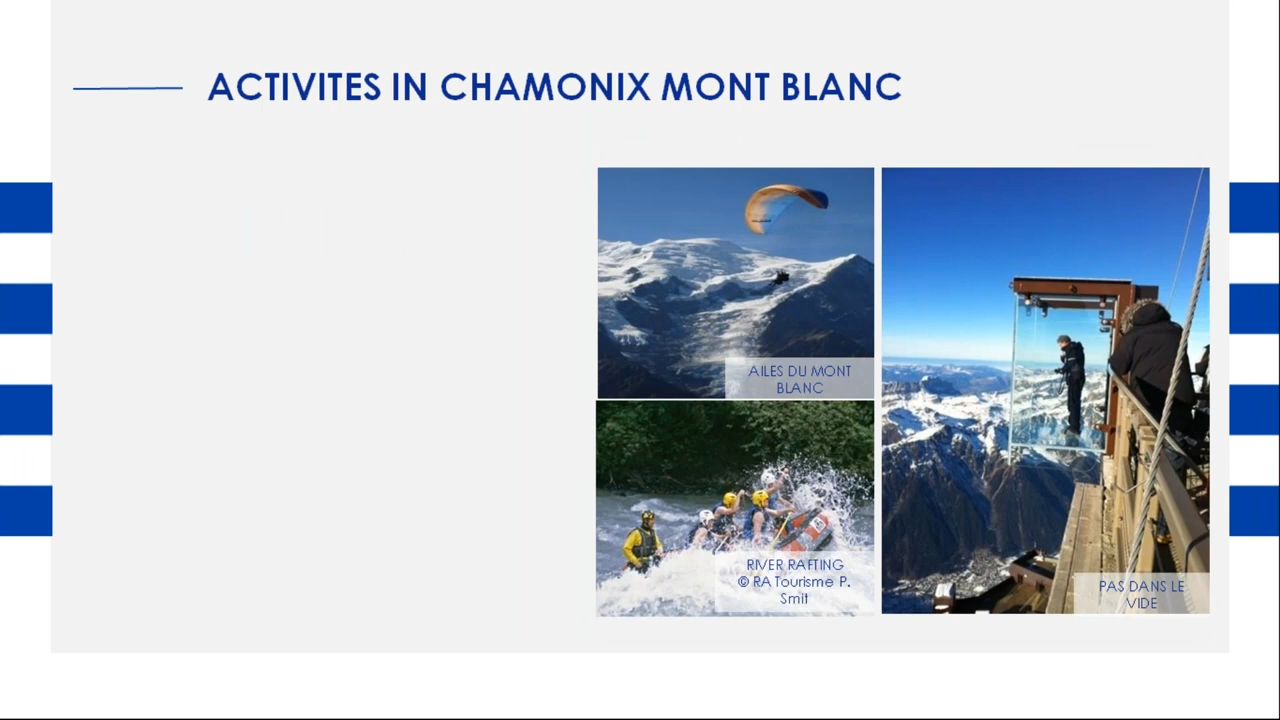 ACTIVITES IN CHAMONIX MONT BLANC
AILES DU MONT
BLANC
RIVER RAFTING
© RA Tourisme P.
Smit
PAS DANS LE
VIDE